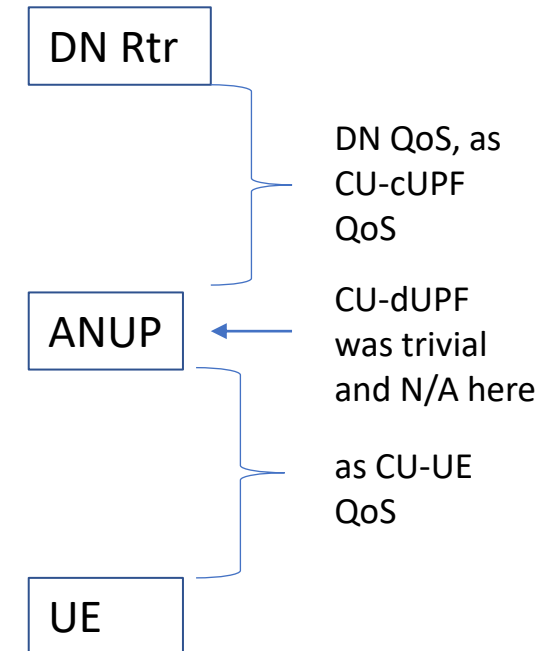 DN Rtr
DN QoS, as
CU-cUPF
QoS
ANUP
CU-dUPF
was trivial
and N/A here
as CU-UE
QoS
UE